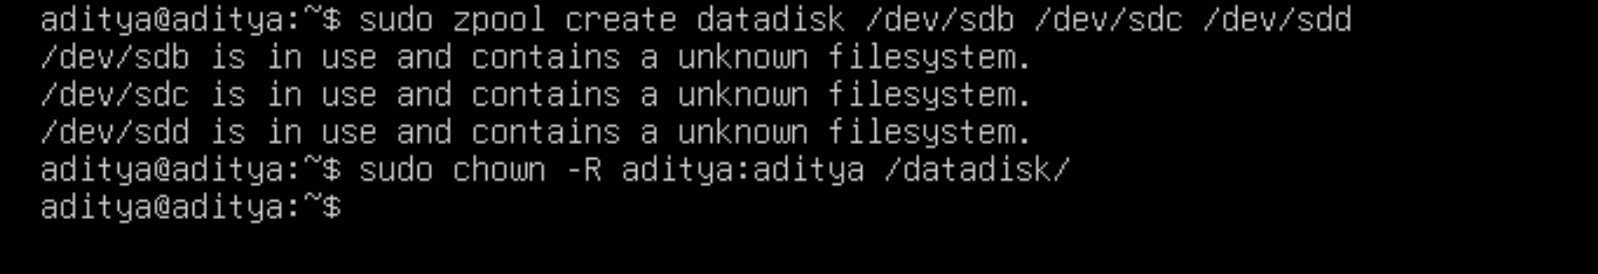 aditya@aditya:~$ sudo zpool create datadisk /dev/sdb /dev/sdc /dev/sdd
/dev/sdb is in use and contains a unknown filesystem.
/dev/sdc is in use and contains a unknown filesystem.
/dev/sdd is in use and contains a unknown filesystem.
aditya@aditya:~$ sudo chown -R aditya:aditya /datadisk/
aditya@aditya:~$